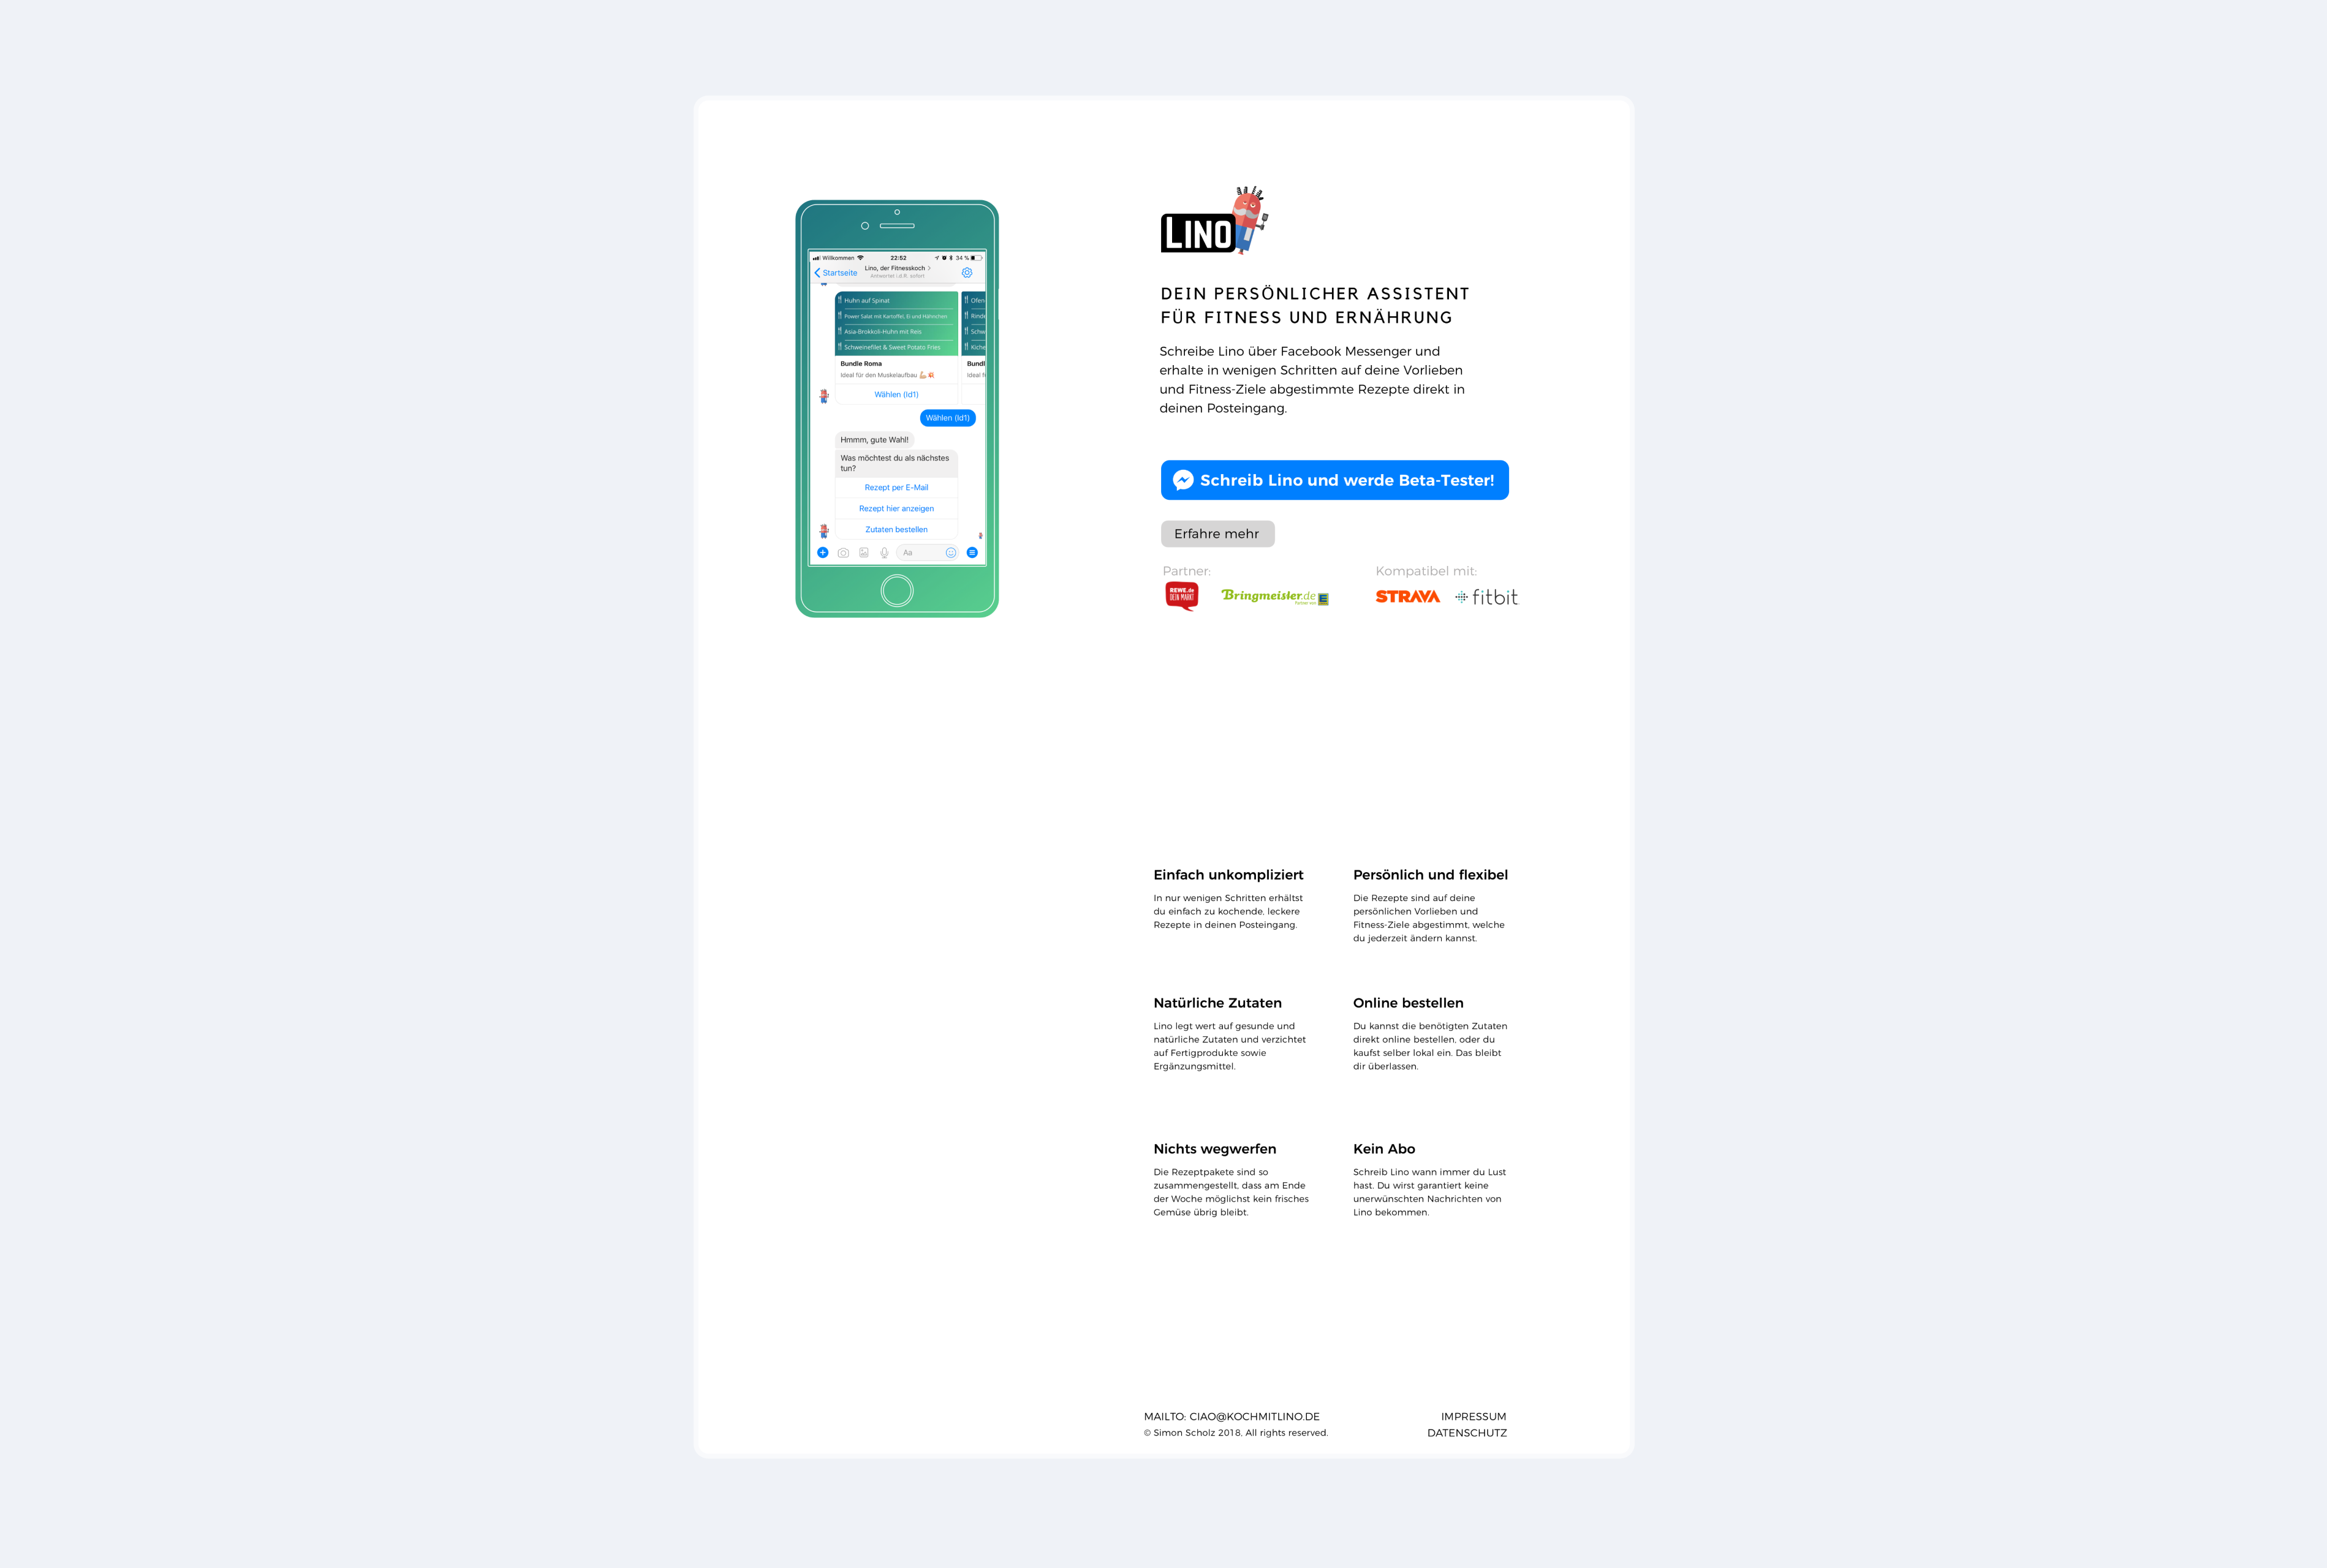 Willkommen 22:52 34 %
Startseite
Lino, der Fitnesskoch
Antwortet i.d.R. sofort
Huhn auf Spinat
Power Salat mit Kartoffel, Ei und Hähnchen
Asia-Brokkoli-Huhn mit Reis
Schweinefilet & Sweet Potato Fries
Bundle Roma
Ideal für den Muskelaufbau
Wählen (Id1)
Ofen
Rinde
Schw
Kiche
Bundl
Ideal f
Wählen (Id1)
Hmmm, gute Wahl!
Was möchtest du als nächstes
tun?
Rezept per E-Mail
Rezept hier anzeigen
Zutaten bestellen
Aa
LINO
DEIN PERSÖNLICHER ASSISTENT
FÜR FITNESS UND ERNÄHRUNG
Schreibe Lino über Facebook Messenger und
erhalte in wenigen Schritten auf deine Vorlieben
und Fitness-Ziele abgestimmte Rezepte direkt in
deinen Posteingang.
Schreib Lino und werde Beta-Tester!
Erfahre mehr
Partner:
REWE.de
DEIN MARKT
Bringmeister.de
Partner von E
Kompatibel mit:
STRAVA
fitbit
Einfach unkompliziert
In nur wenigen Schritten erhältst
du einfach zu kochende, leckere
Rezepte in deinen Posteingang.
Persönlich und flexibel
Die Rezepte sind auf deine
persönlichen Vorlieben und
Fitness-Ziele abgestimmt, welche
du jederzeit ändern kannst.
Natürliche Zutaten
Lino legt wert auf gesunde und
natürliche Zutaten und verzichtet
auf Fertigprodukte sowie
Ergänzungsmittel.
Online bestellen
Du kannst die benötigten Zutaten
direkt online bestellen, oder du
kaufst selber lokal ein. Das bleibt
dir überlassen.
Nichts wegwerfen
Die Rezeptpakete sind so
zusammengestellt, dass am Ende
der Woche möglichst kein frisches
Gemüse übrig bleibt.
Kein Abo
Schreib Lino wann immer du Lust
hast. Du wirst garantiert keine
unerwünschten Nachrichten von
Lino bekommen.
MAILTO: CIAO@KOCHMITLINO.DE
© Simon Scholz 2018, All rights reserved.
IMPRESSUM
DATENSCHUTZ